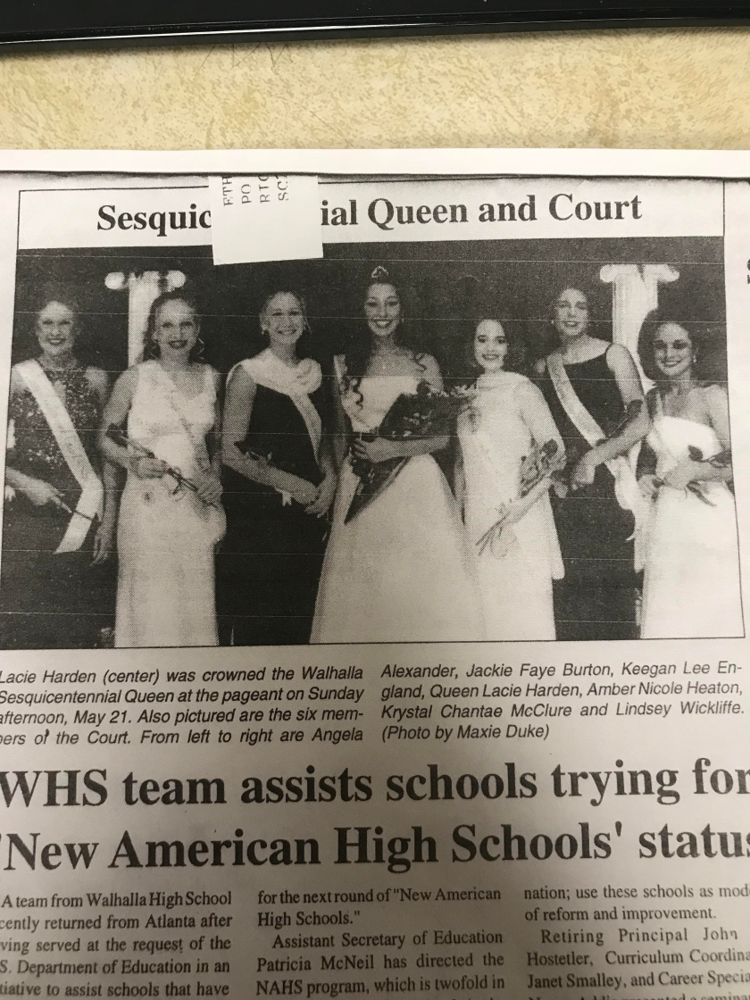 ETH
PO
RTC
SC
Sesquic ial Queen and Court
Lacie Harden (center) was crowned the Walhalla
Sesquicentennial Queen at the pageant on Sunday
afternoon, May 21. Also pictured are the six mem-
bers of the Court. From left to right are Angela
Alexander, Jackie Faye Burton, Keegan Lee En-
gland, Queen Lacie Harden, Amber Nicole Heaton,
Krystal Chantae McClure and Lindsey Wickliffe.
(Photo by Maxie Duke)
WHS team assists schools trying for
'New American High Schools' status
A team from Walhalla High School
cently returned from Atlanta after
ving served at the request of the
S. Department of Education in an
tiative to assist schools that have
for the next round of "New American
High Schools."
Assistant Secretary of Education
Patricia McNeil has directed the
NAHS program, which is twofold in
nation; use these schools as mod
of reform and improvement.
Retiring Principal John
Hostetler, Curriculum Coordina
Janet Smalley, and Career Speci